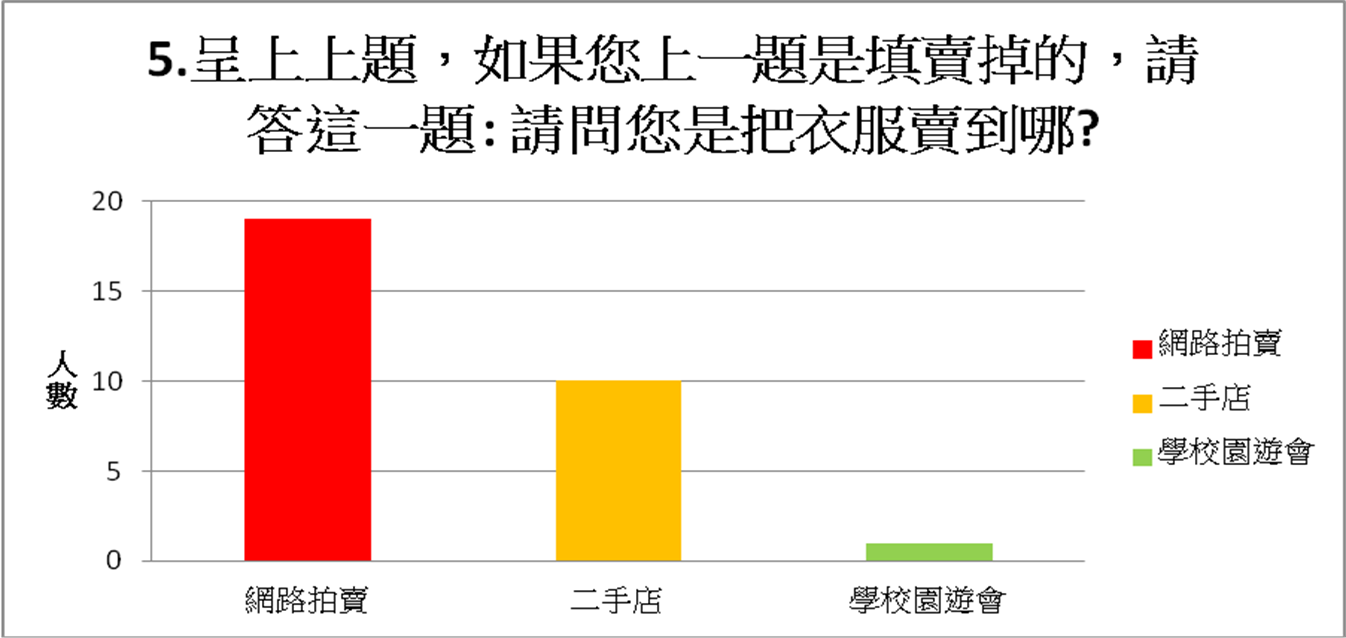 5.呈上上題，如果您上一題是填賣掉的，請
答這一題:請問您是把衣服賣到哪?
20
15
10
5
0
人數
網路拍賣
二手店
學校園遊會
網路拍賣
二手店
學校園遊會